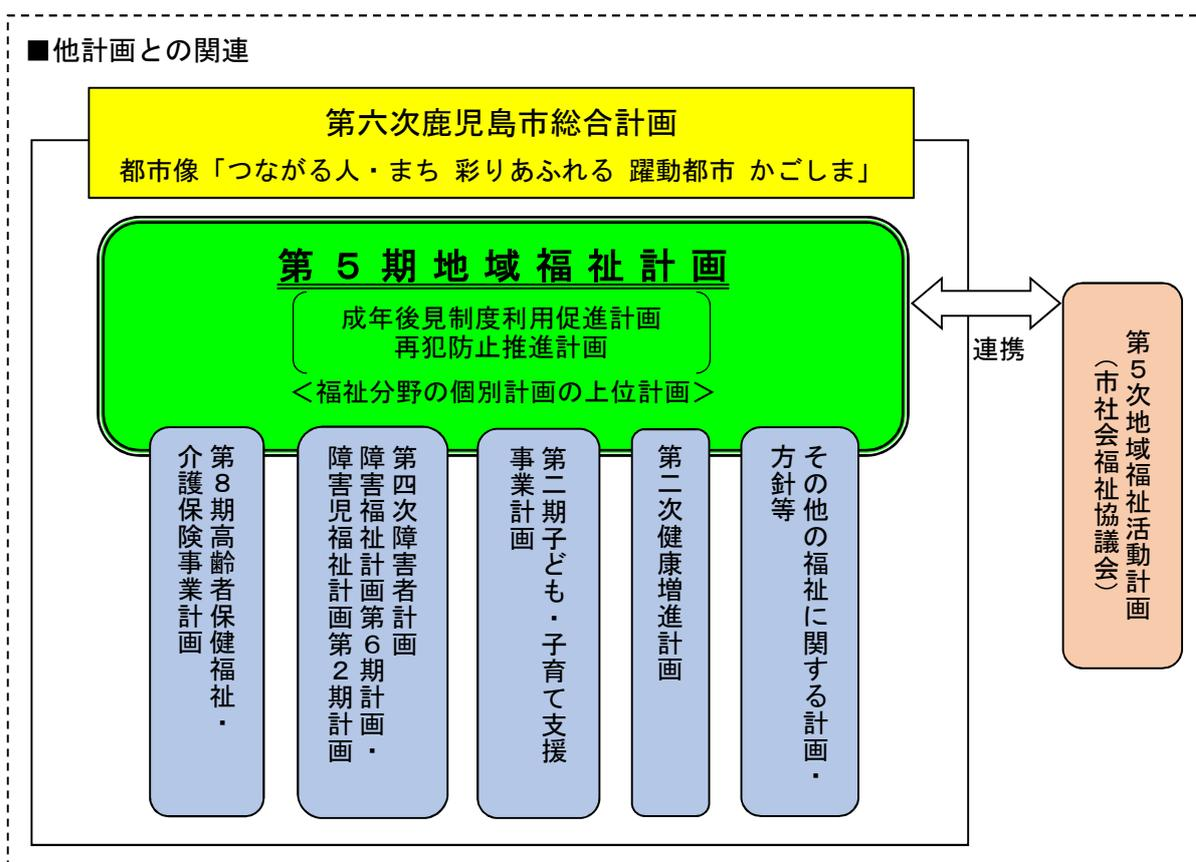 ■他計画との関連
第六次鹿児島市総合計画
都市像「つながる人・まち 彩りあふれる 躍動都市 かごしま」
第５期地域福祉計画
成年後見制度利用促進計画
再犯防止推進計画
＜福祉分野の個別計画の上位計画＞
連携
第８期高齢者保健福祉・
介護保険事業計画
第四次障害者計画
障害福祉計画第６期計画・
障害児福祉計画第２期計画
第二期子ども・子育て支援
事業計画
第二次健康増進計画
その他の福祉に関する計画・
方針等
第５次地域福祉活動計画
（市社会福祉協議会）